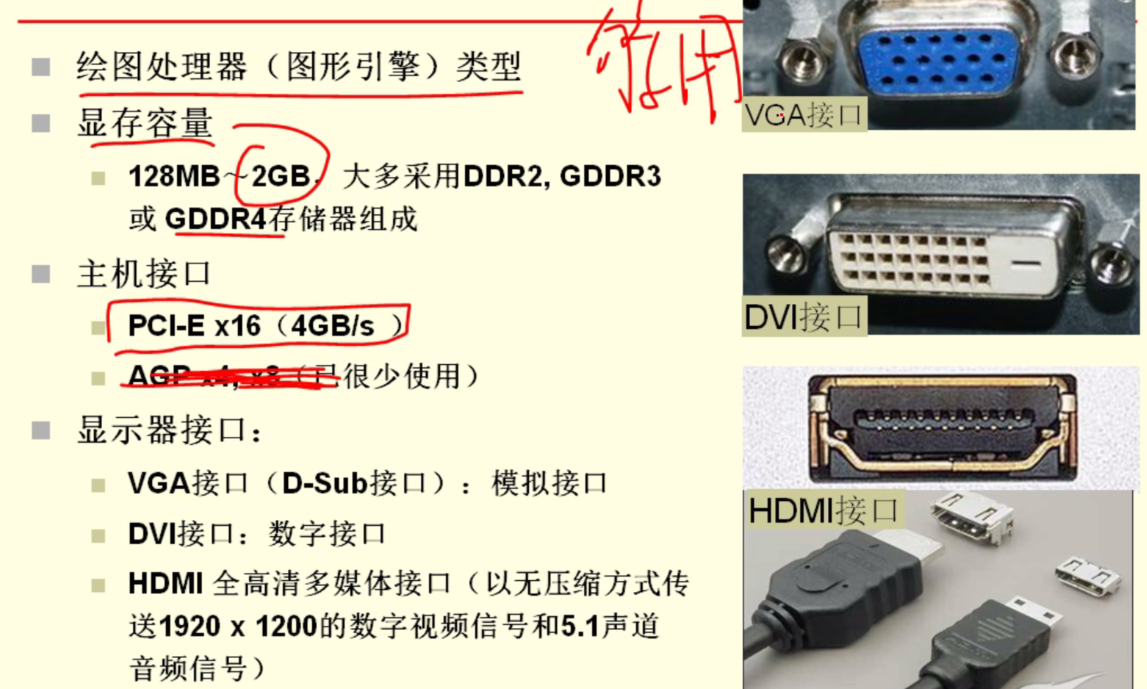 绘图处理器（图形引擎）类型
显存容量
128MB～2GB，大多采用DDR2, GDDR3
或 GDDR4存储器组成
主机接口
PCI-E x16（4GB/s ）
AGP x4, x8（已很少使用）
显示器接口：
VGA接口（D-Sub接口）：模拟接口
DVI接口：数字接口
HDMI 全高清多媒体接口（以无压缩方式传
送1920 x 1200的数字视频信号和5.1声道
音频信号）
够用
VGA接口
DVI接口
HDMI接口